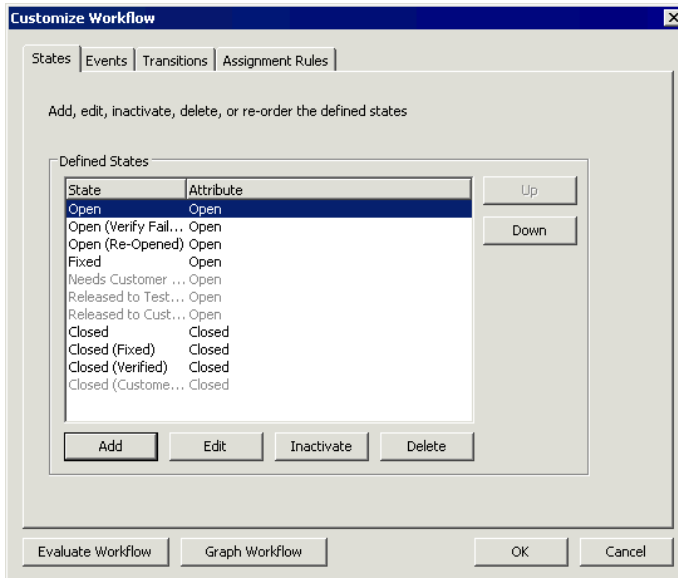 Customize Workflow
States Events Transitions Assignment Rules
Add, edit, inactivate, delete, or re-order the defined states
Defined States
State Attribute
Open Open
Open (Verify Fail... Open
Open (Re-Opened) Open
Fixed Open
Needs Customer ... Open
Released to Test... Open
Released to Cust... Open
Closed Closed
Closed (Fixed) Closed
Closed (Verified) Closed
Closed (Custome... Closed
Up
Down
Add Edit Inactivate Delete
Evaluate Workflow Graph Workflow OK Cancel